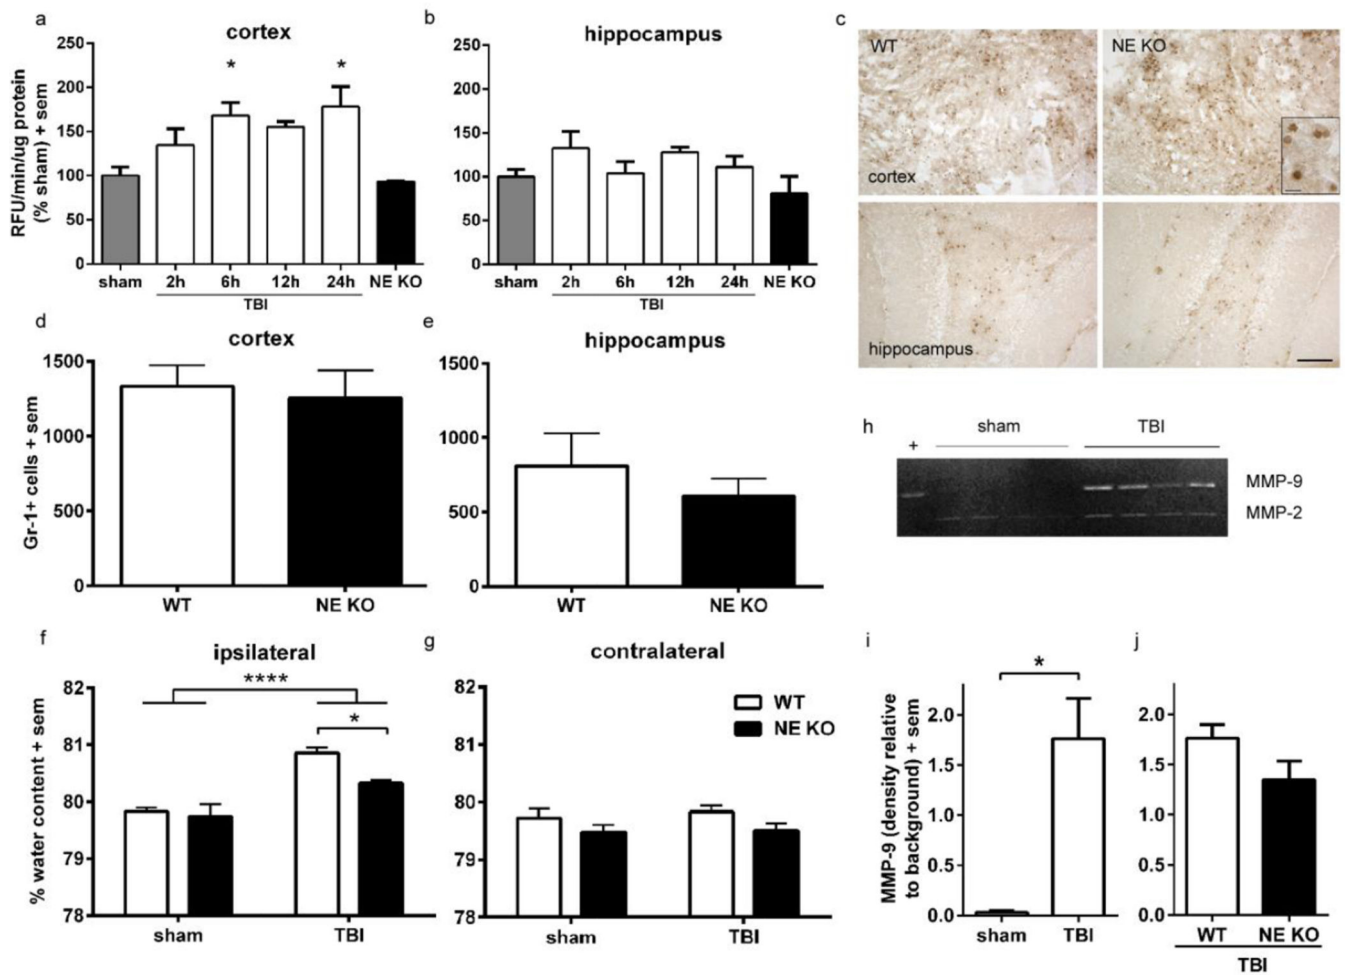 a
cortex
250
200
150
100
50
0
RFU/min/ug protein
(% sham) + sem
*
*
sham 2h 6h 12h 24h NE KO
TBI
b
hippocampus
250
200
150
100
50
0
sham 2h 6h 12h 24h NE KO
TBI
c
WT
NE KO
cortex
hippocampus
d
cortex
1500
1000
500
0
Gr-1+ cells + sem
WT NE KO
e
hippocampus
1500
1000
500
0
WT NE KO
h
sham TBI
+
MMP-9
MMP-2
f
ipsilateral
82
81
80
79
78
% water content + sem
****
*
sham TBI
g
contralateral
82
81
80
79
78
WT
NE KO
sham TBI
i
*
2.0
1.5
1.0
0.5
0.0
MMP-9 (density relative
to background) + sem
sham TBI
j
2.0
1.5
1.0
0.5
0.0
WT NE KO
TBI